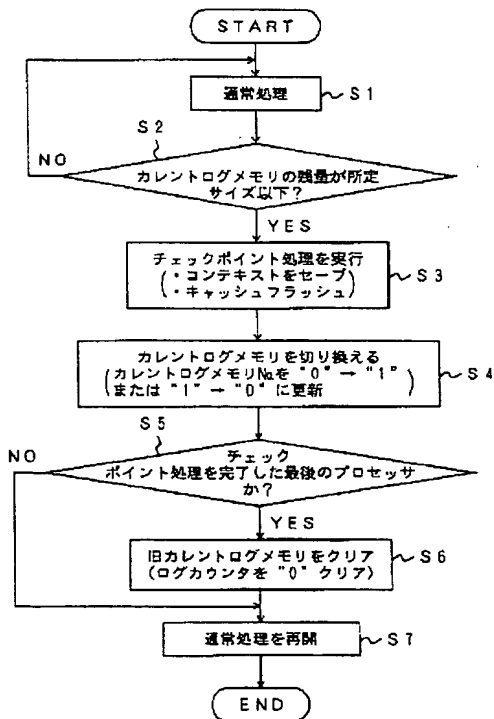 START
通常処理
S1
S2
NO
カレントログメモリの残量が所定
サイズ以下?
YES
チェックポイント処理を実行
(・コンテキストをセーブ
・キャッシュフラッシュ)
S3
カレントログメモリを切り換える
(カレントログメモリNo.を“0”→“1”
または“1”→“0”に更新)
S4
S5
NO
チェック
ポイント処理を完了した最後のプロセッサ
か?
YES
旧カレントログメモリをクリア
(ログカウンタを“0”クリア)
S6
通常処理を再開
S7
END